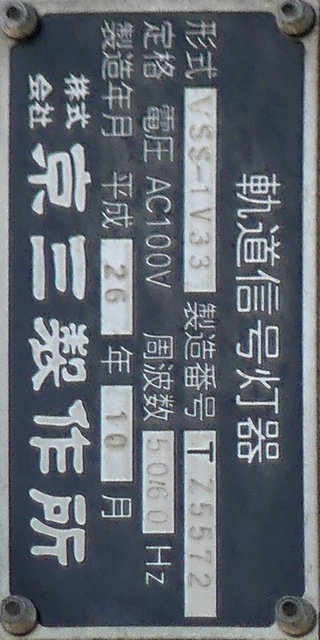 軌道信号灯器
形式 VSS-1V33 製造番号 T Z5572
定格 電圧 AC100V 周波数 50/60 Hz
製造年月 平成 26 年 10 月
株式会社 京三製作所